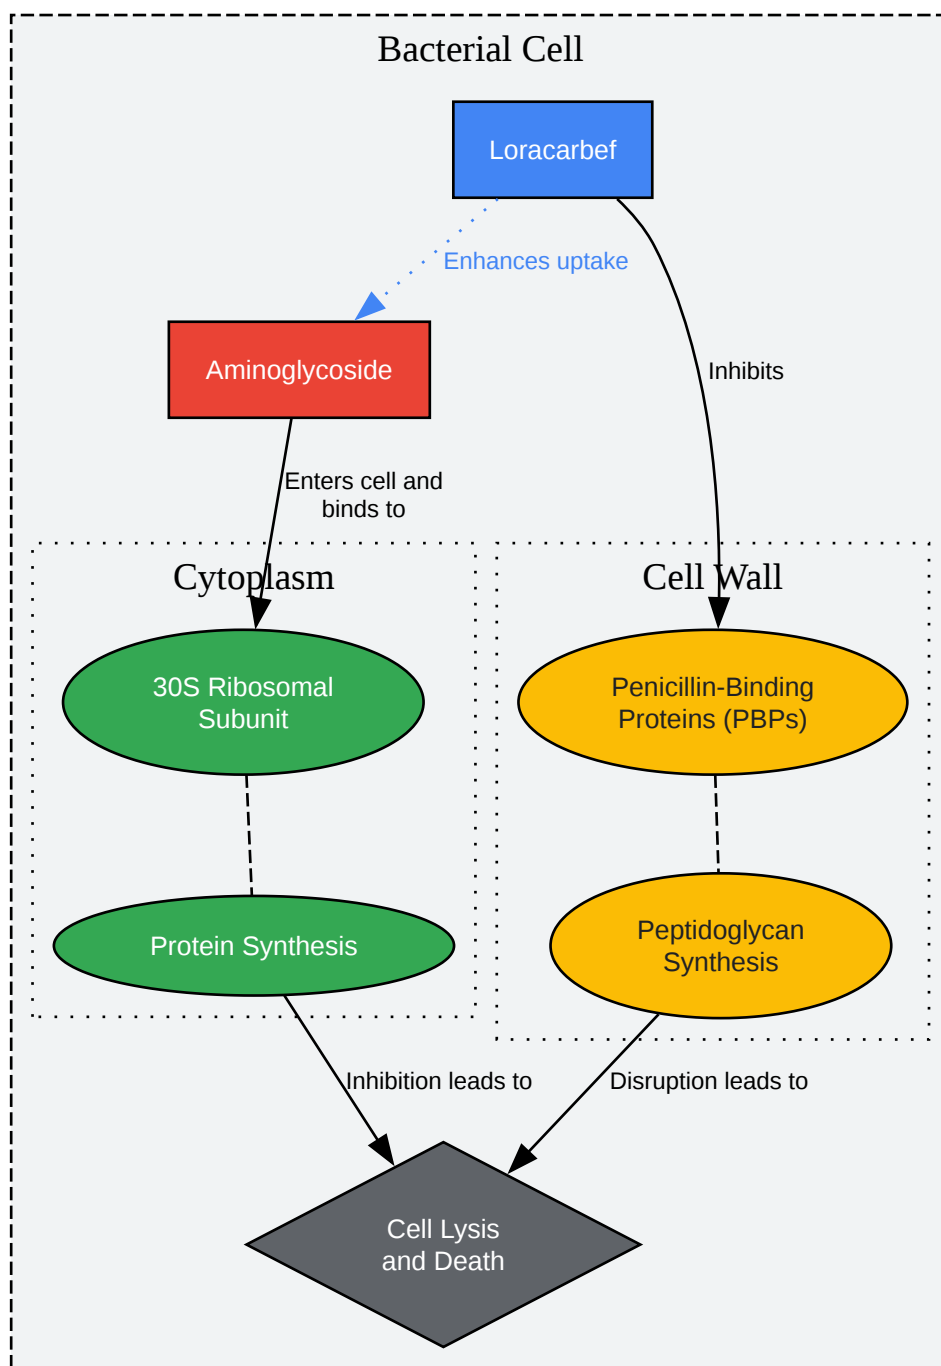 Bacterial Cell
Loracarbef
Enhances uptake
Aminoglycoside
Inhibits
Enters cell and
binds to
Cytoplasm
Cell Wall
30S Ribosomal
Subunit
Penicillin-Binding
Proteins (PBPs)
Protein Synthesis
Peptidoglycan
Synthesis
Inhibition leads to
Disruption leads to
Cell Lysis
and Death